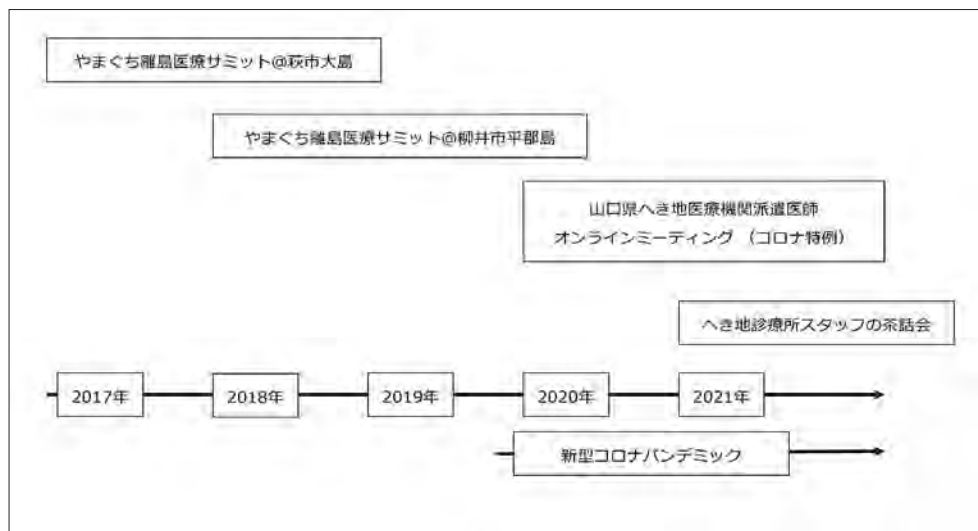 やまぐち離島医療サミット@萩市大島
やまぐち離島医療サミット@柳井市平郡島
山口県へき地医療機関派遣医師
オンラインミーティング (コロナ特例)
へき地診療所スタッフの茶話会
2017年
2018年
2019年
2020年
2021年
新型コロナパンデミック